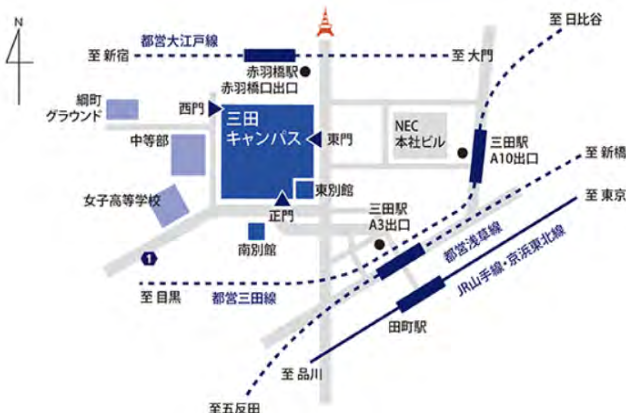 N
至 日比谷
都営大江戸線
至 新宿
至 大門
赤羽橋駅
赤羽橋口出口
綱町
グラウンド
西門
三田
キャンパス
東門
NEC
本社ビル
三田駅
A10出口
至 新橋
中等部
至 東京
女子高等学校
東別館
正門
三田駅
A3出口
南別館
都営浅草線
1
JR山手線・京浜東北線
至 目黒
都営三田線
田町駅
至 品川
至 五反田